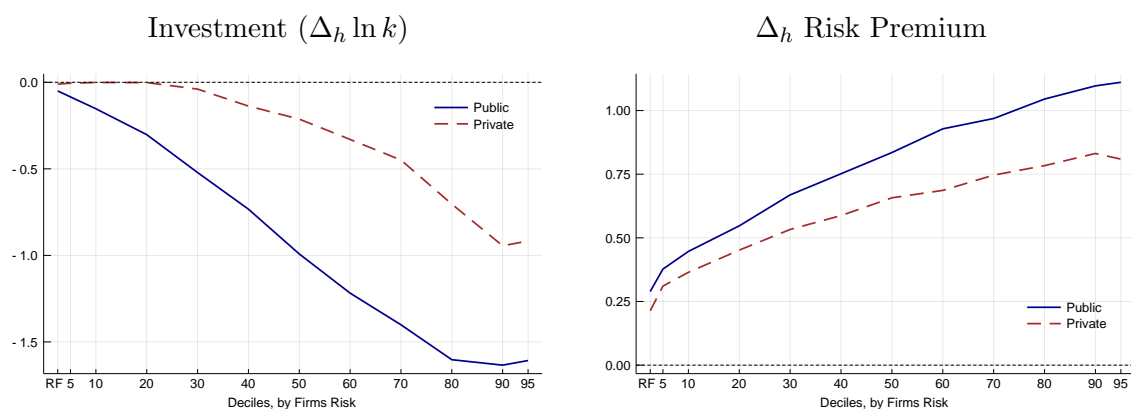 Investment (Δ_h ln k)
0.0
- 0.5
- 1.0
- 1.5
Public
Private
RF 5 10 20 30 40 50 60 70 80 90 95
Deciles, by Firms Risk
Δ_h Risk Premium
1.00
0.75
0.50
0.25
0.00
Public
Private
RF 5 10 20 30 40 50 60 70 80 90 95
Deciles, by Firms Risk